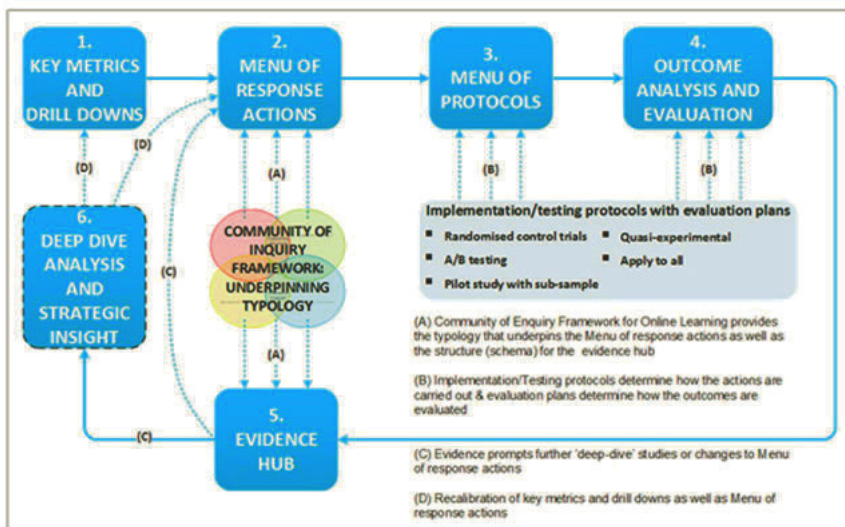 1.
KEY METRICS
AND
DRILL DOWNS
2.
MENU OF
RESPONSE
ACTIONS
3.
MENU OF
PROTOCOLS
4.
OUTCOME
ANALYSIS AND
EVALUATION
(D)
(D)
(A)
(B)
(B)
6.
DEEP DIVE
ANALYSIS
AND
STRATEGIC
INSIGHT
(C)
COMMUNITY OF
INQUIRY
FRAMEWORK:
UNDERPINNING
TYPOLOGY
Implementation/testing protocols with evaluation plans
▪ Randomised control trials
▪ Quasi-experimental
▪ A/B testing
▪ Apply to all
▪ Pilot study with sub-sample
(A)
(A) Community of Enquiry Framework for Online Learning provides
the typology that underpins the Menu of response actions as well as
the structure (schema) for the evidence hub
(B) Implementation/Testing protocols determine how the actions are
carried out & evaluation plans determine how the outcomes are
evaluated
5.
EVIDENCE
HUB
(C)
(C) Evidence prompts further 'deep-dive' studies or changes to Menu
of response actions
(D) Recalibration of key metrics and drill downs as well as Menu of
response actions